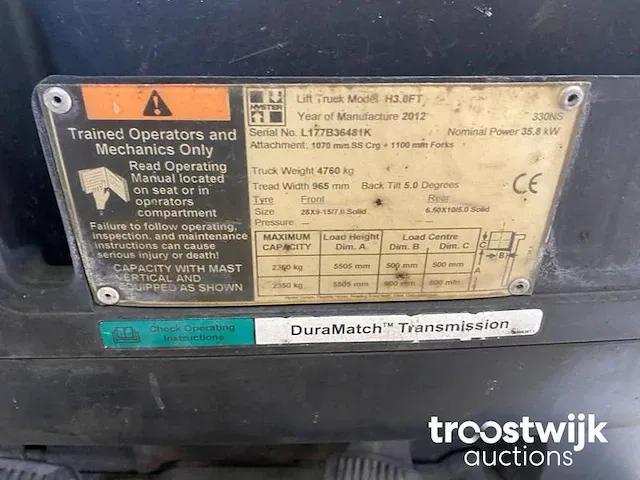 HYSTER
Lift Truck Model H3.0FT
Year of Manufacture 2012
330NS
Serial No. L177B36481K
Nominal Power 35.8 kW
Attachment: 1070 mm SS Crg + 1100 mm Forks
Truck Weight 4760 kg
Tread Width 965 mm Back Tilt 5.0 Degrees
CE
Tyre Front Rear
Size 28X9-15/7.0 Solid 6.50X10/5.0 Solid
Pressure — —
MAXIMUM CAPACITY Load Height Dim. A Load Centre Dim. B Dim. C
5505 mm 500 mm 500 mm
2350 kg 5505 mm 600 mm 600 mm
C
B
A
Trained Operators and
Mechanics Only
Read Operating
Manual located
on seat or in
operators
compartment
Failure to follow operating,
inspection, and maintenance
instructions can cause
serious injury or death!
CAPACITY WITH MAST
VERTICAL AND
EQUIPPED AS SHOWN
Check Operating
Instructions
DuraMatch™ Transmission
troostwijk
auctions